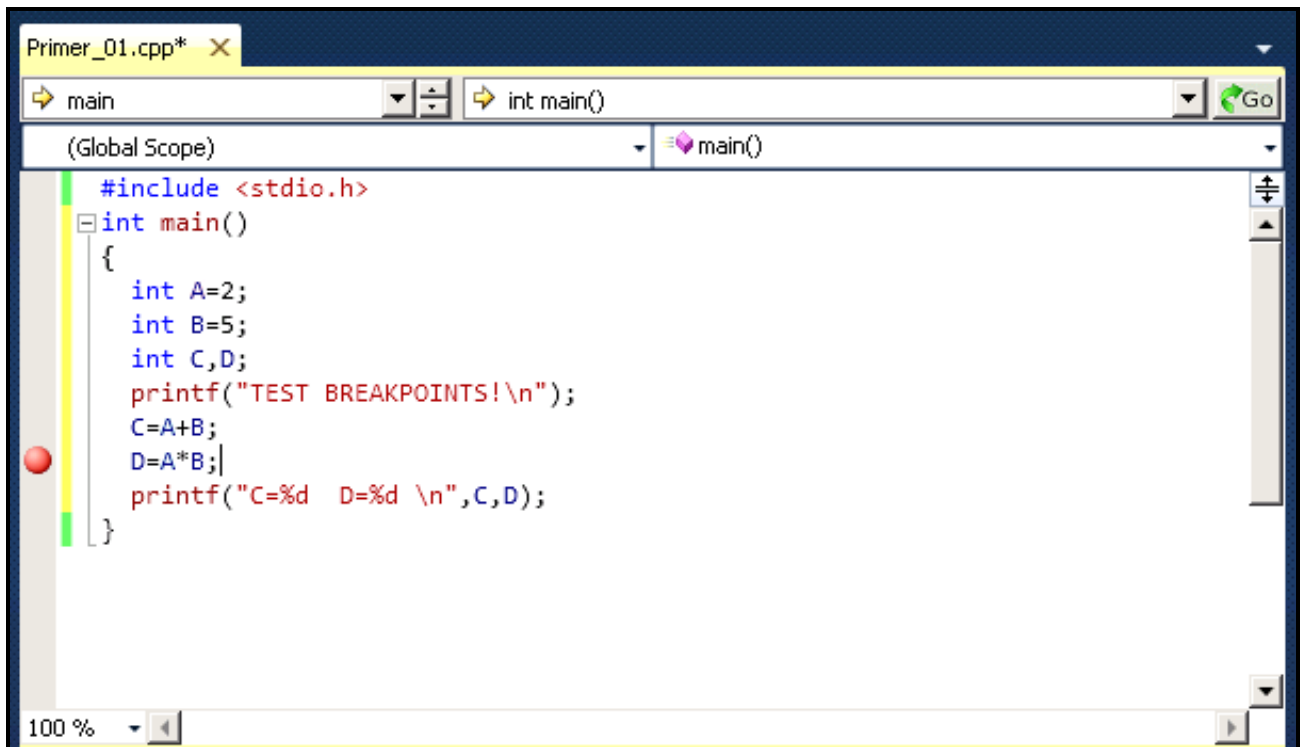 Primer_01.cpp*
main int main() Go
(Global Scope) main()
#include <stdio.h>
int main()
{
int A=2;
int B=5;
int C,D;
printf("TEST BREAKPOINTS!\n");
C=A+B;
D=A*B;
printf("C=%d  D=%d \n",C,D);
}
100 %